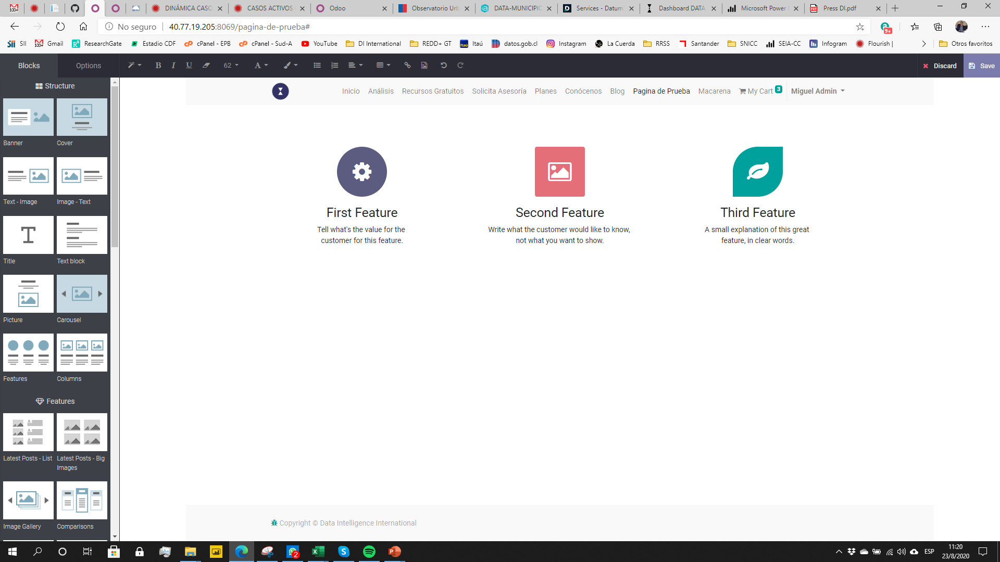 DINÁMICA CASO
CASOS ACTIVOS
Odoo
Observatorio Urb
DATA-MUNICIPIO
Services - Datum
Dashboard DATA
Microsoft Power
Press DI.pdf
No seguro
40.77.19.205:8069/pagina-de-prueba#
9+
SII
Gmail
ResearchGate
Estadio CDF
cPanel - EPB
cPanel - Sud-A
YouTube
DI International
REDD+ GT
Itaú
datos.gob.cl
Instagram
La Cuerda
RRSS
Santander
SNICC
SEIA-CC
Infogram
Flourish |
Otros favoritos
Blocks
Options
B I U
62
A
Discard
Save
Structure
Banner
Cover
Text - Image
Image - Text
Title
Text block
Picture
Carousel
Features
Columns
Features
Latest Posts - List
Latest Posts - Big
Images
Image Gallery
Comparisons
Inicio
Análisis
Recursos Gratuitos
Solicita Asesoría
Planes
Conócenos
Blog
Pagina de Prueba
Macarena
My Cart 3
Miguel Admin
First Feature
Tell what's the value for the
customer for this feature.
Second Feature
Write what the customer would like to know,
not what you want to show.
Third Feature
A small explanation of this great
feature, in clear words.
Copyright © Data Intelligence International
2
ESP
11:20
23/8/2020